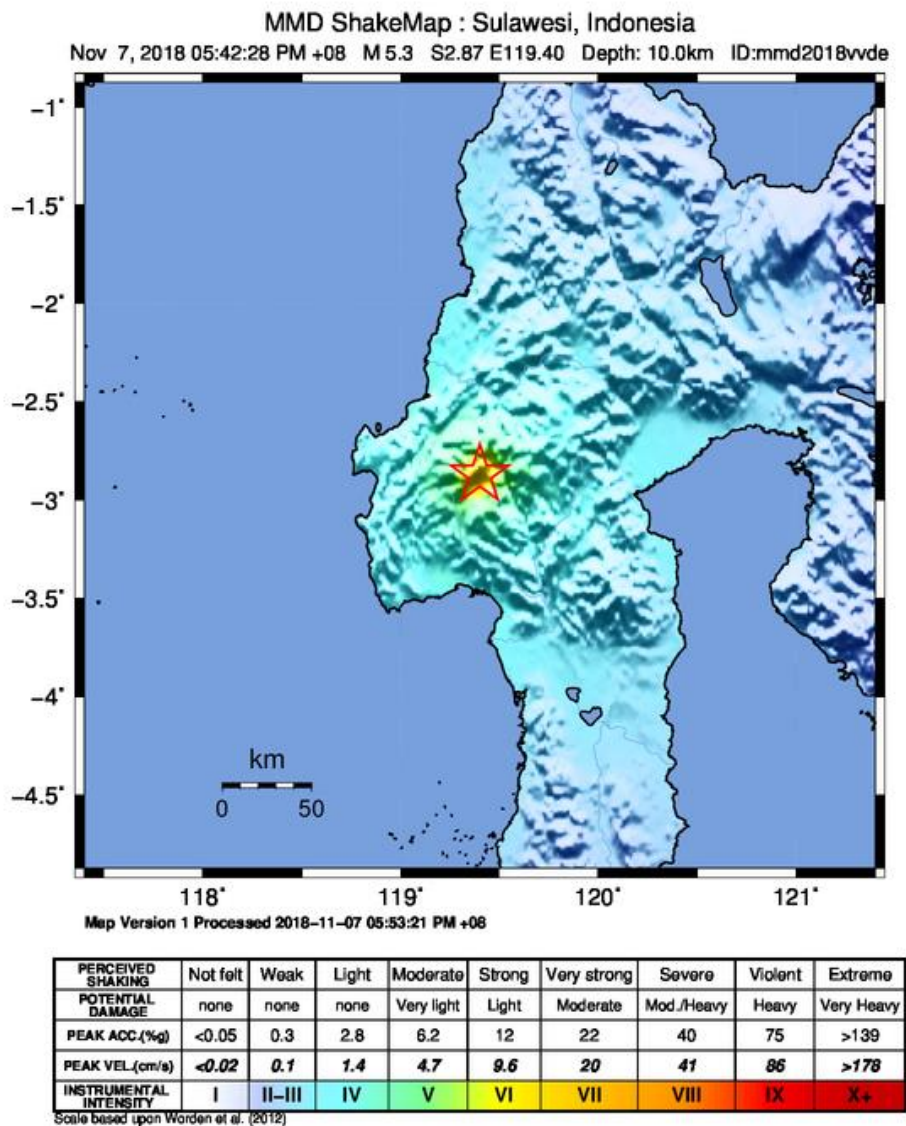 MMD ShakeMap : Sulawesi, Indonesia
Nov 7, 2018 05:42:28 PM +08 M 5.3 S2.87 E119.40 Depth: 10.0km ID:mmd2018vvde
-1°
-1.5°
-2°
-2.5°
-3°
-3.5°
-4°
-4.5°
km
0 50
118° 119° 120° 121°
Map Version 1 Processed 2018-11-07 05:53:21 PM +08
PERCEIVED SHAKING Not felt Weak Light Moderate Strong Very strong Severe Violent Extreme
POTENTIAL DAMAGE none none none Very light Light Moderate Mod./Heavy Heavy Very Heavy
PEAK ACC.(%g) <0.05 0.3 2.8 6.2 12 22 40 75 >139
PEAK VEL.(cm/s) <0.02 0.1 1.4 4.7 9.6 20 41 86 >178
INSTRUMENTAL INTENSITY I II-III IV V VI VII VIII IX X+
Scale based upon Worden et al. (2012)